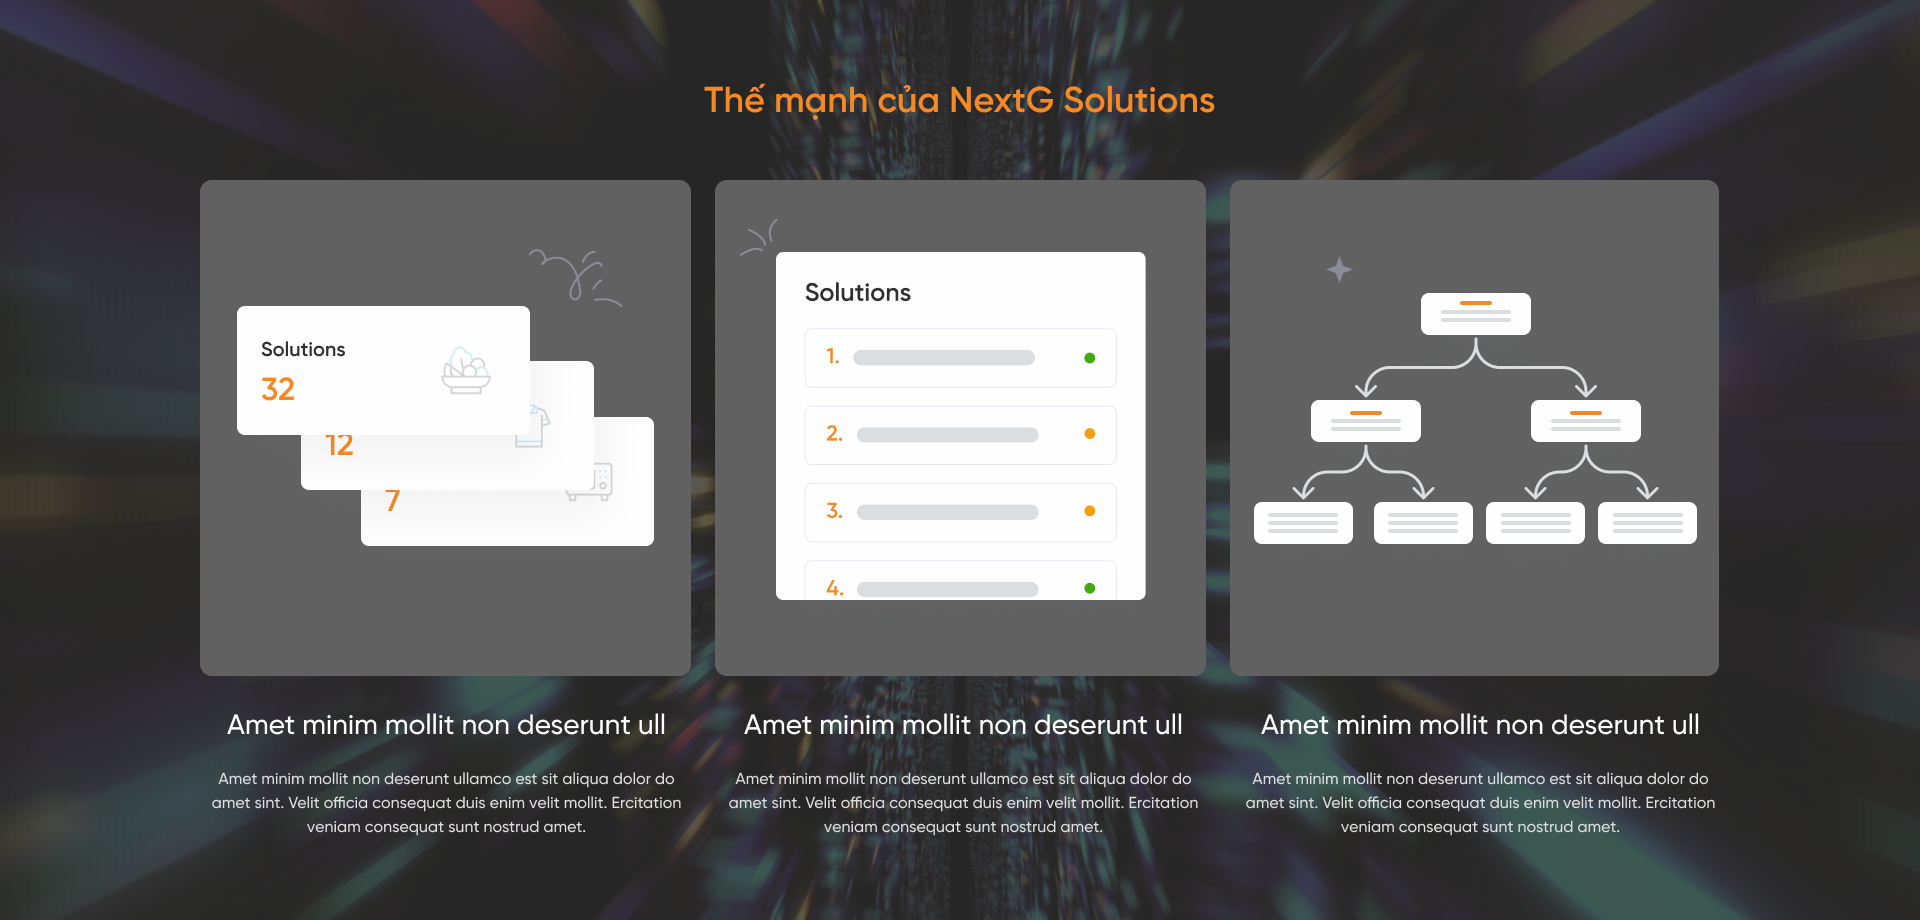 Thế mạnh của NextG Solutions
Solutions
32
12
7
Solutions
1.
2.
3.
4.
Amet minim mollit non deserunt ull
Amet minim mollit non deserunt ullamco est sit aliqua dolor do
amet sint. Velit officia consequat duis enim velit mollit. Ercitation
veniam consequat sunt nostrud amet.
Amet minim mollit non deserunt ull
Amet minim mollit non deserunt ullamco est sit aliqua dolor do
amet sint. Velit officia consequat duis enim velit mollit. Ercitation
veniam consequat sunt nostrud amet.
Amet minim mollit non deserunt ull
Amet minim mollit non deserunt ullamco est sit aliqua dolor do
amet sint. Velit officia consequat duis enim velit mollit. Ercitation
veniam consequat sunt nostrud amet.